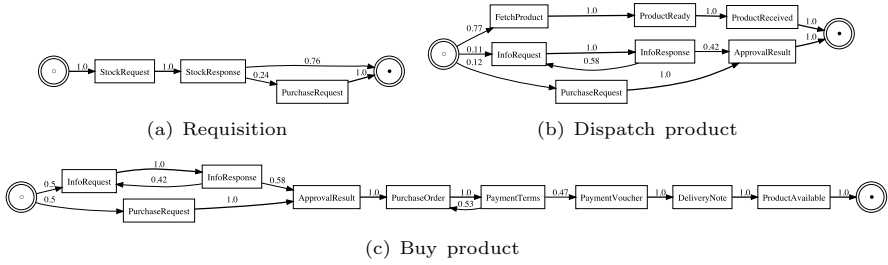 1.0
StockRequest
1.0
StockResponse
0.76
0.24
PurchaseRequest
1.0
(a) Requisition
0.77
FetchProduct
1.0
ProductReady
1.0
ProductReceived
1.0
0.11
InfoRequest
1.0
InfoResponse
0.42
ApprovalResult
1.0
0.58
0.12
PurchaseRequest
1.0
(b) Dispatch product
0.5
InfoRequest
1.0
InfoResponse
0.42
0.58
0.5
PurchaseRequest
1.0
ApprovalResult
1.0
PurchaseOrder
1.0
0.53
PaymentTerms
0.47
PaymentVoucher
1.0
DeliveryNote
1.0
ProductAvailable
1.0
(c) Buy product